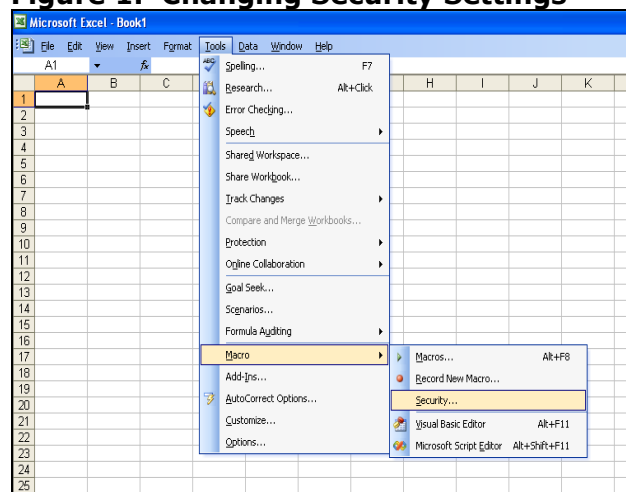 Figure 1. Changing Security Settings
Microsoft Excel - Book1
File Edit View Insert Format Tools Data Window Help
A1 fx
A B C H I J K
Spelling... F7
Research... Alt+Click
Error Checking...
Speech
Shared Workspace...
Share Workbook...
Track Changes
Compare and Merge Workbooks...
Protection
Online Collaboration
Goal Seek...
Scenarios...
Formula Auditing
Macro
Add-Ins...
AutoCorrect Options...
Customize...
Options...
Macros... Alt+F8
Record New Macro...
Security...
Visual Basic Editor Alt+F11
Microsoft Script Editor Alt+Shift+F11
1
2
3
4
5
6
7
8
9
10
11
12
13
14
15
16
17
18
19
20
21
22
23
24
25